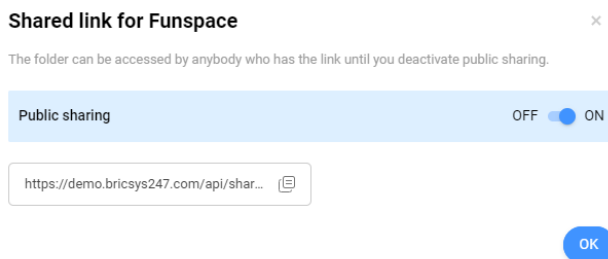 Shared link for Funspace
The folder can be accessed by anybody who has the link until you deactivate public sharing.
Public sharing OFF ON
https://demo.bricsys247.com/api/shar...
OK